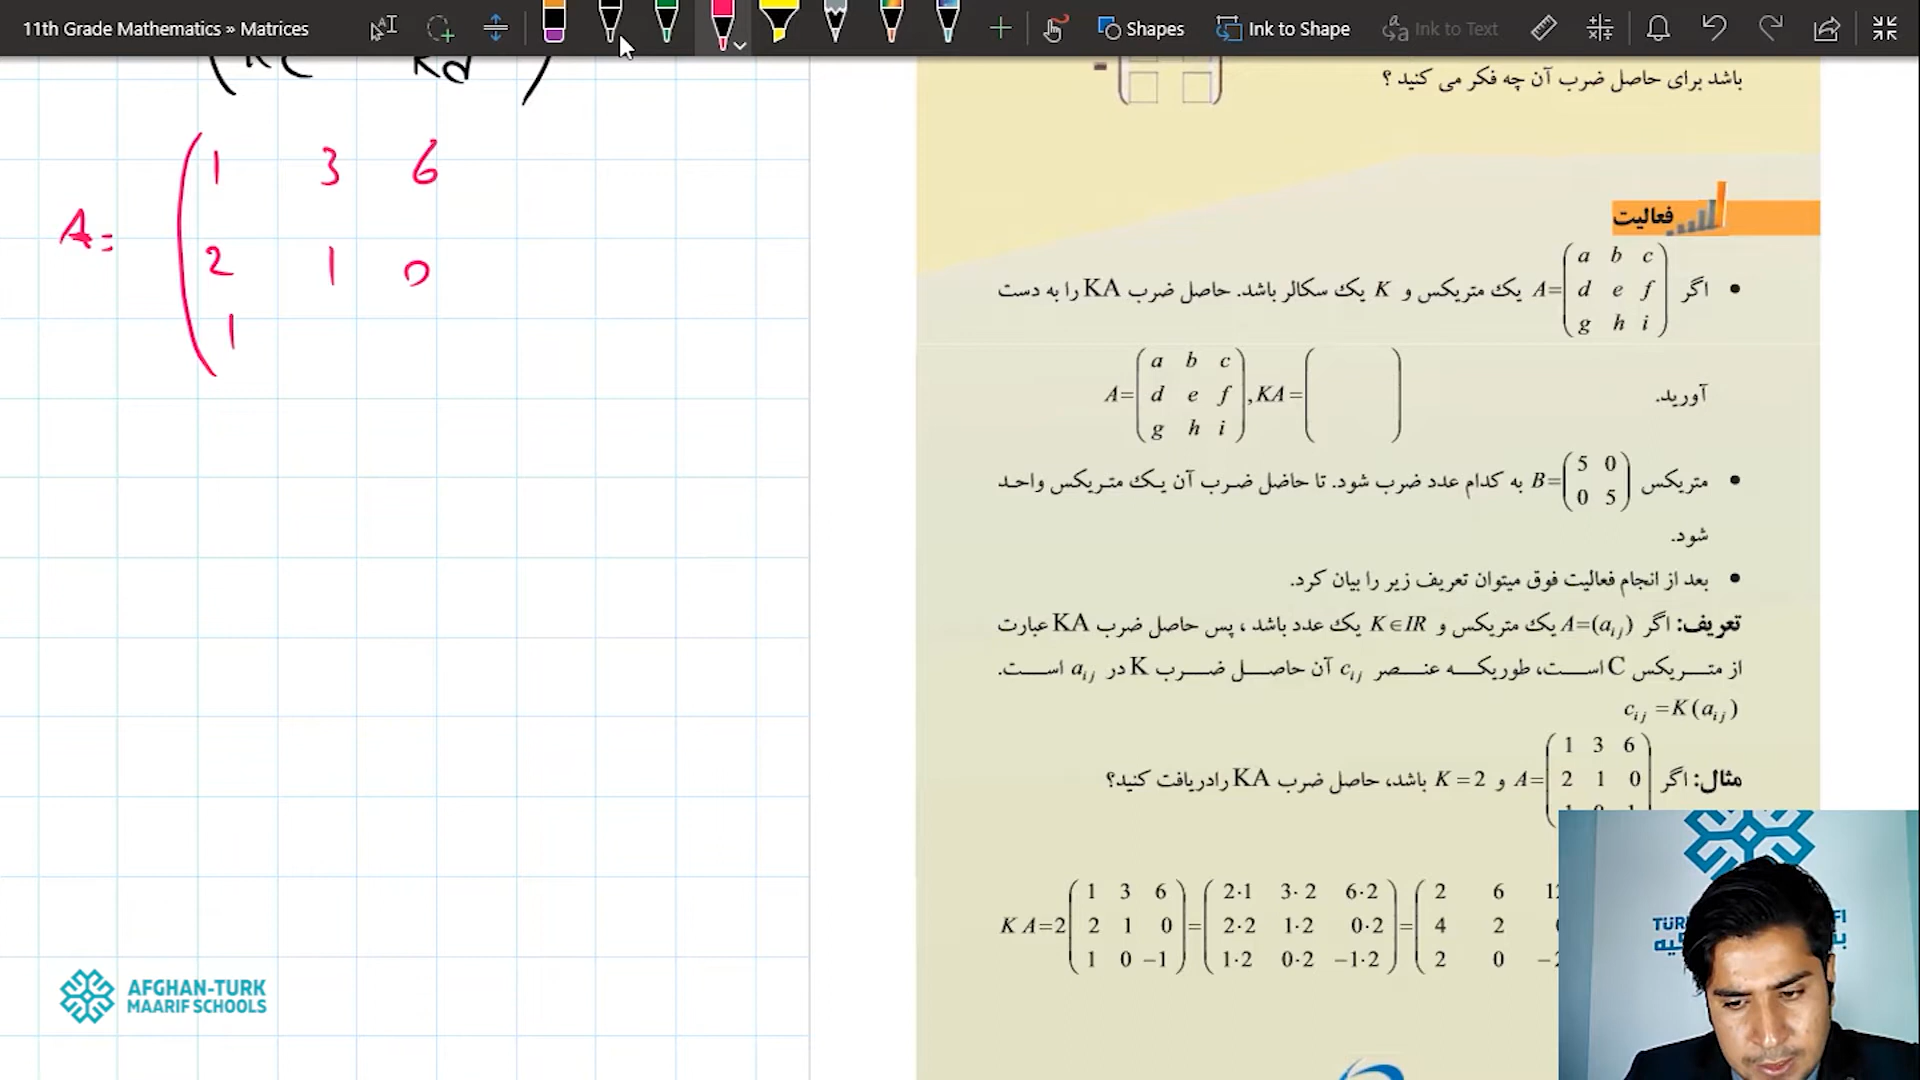 11th Grade Mathematics » Matrices
Shapes
Ink to Shape
Ink to Text
kc kd
A= 1 3 6
2 1 0
1
AFGHAN-TURK
MAARIF SCHOOLS
باشد برای حاصل ضرب آن چه فکر می کنید ؟
فعالیت
• اگر A= (a b c / d e f / g h i) یک متریکس و K یک سکالر باشد. حاصل ضرب KA را به دست
آورید. A= (a b c / d e f / g h i) , KA = ( )
• متریکس B= (5 0 / 0 5) به کدام عدد ضرب شود. تا حاضل ضرب آن یک متریکس واحد
شود.
• بعد از انجام فعالیت فوق میتوان تعریف زیر را بیان کرد.
تعریف: اگر A=(aij) یک متریکس و K∈IR یک عدد باشد ، پس حاصل ضرب KA عبارت
از متریکس C است، طوریکه عنصر cij آن حاصل ضرب K در aij است.
cij =K(aij)
مثال: اگر A= (1 3 6 / 2 1 0 و K=2 باشد، حاصل ضرب KA رادریافت کنید؟
1 3 6 2·1 3·2 6·2 2 6
K A=2 2 1 0 = 2·2 1·2 0·2 = 4 2
1 0 −1 1·2 0·2 −1·2 2 0